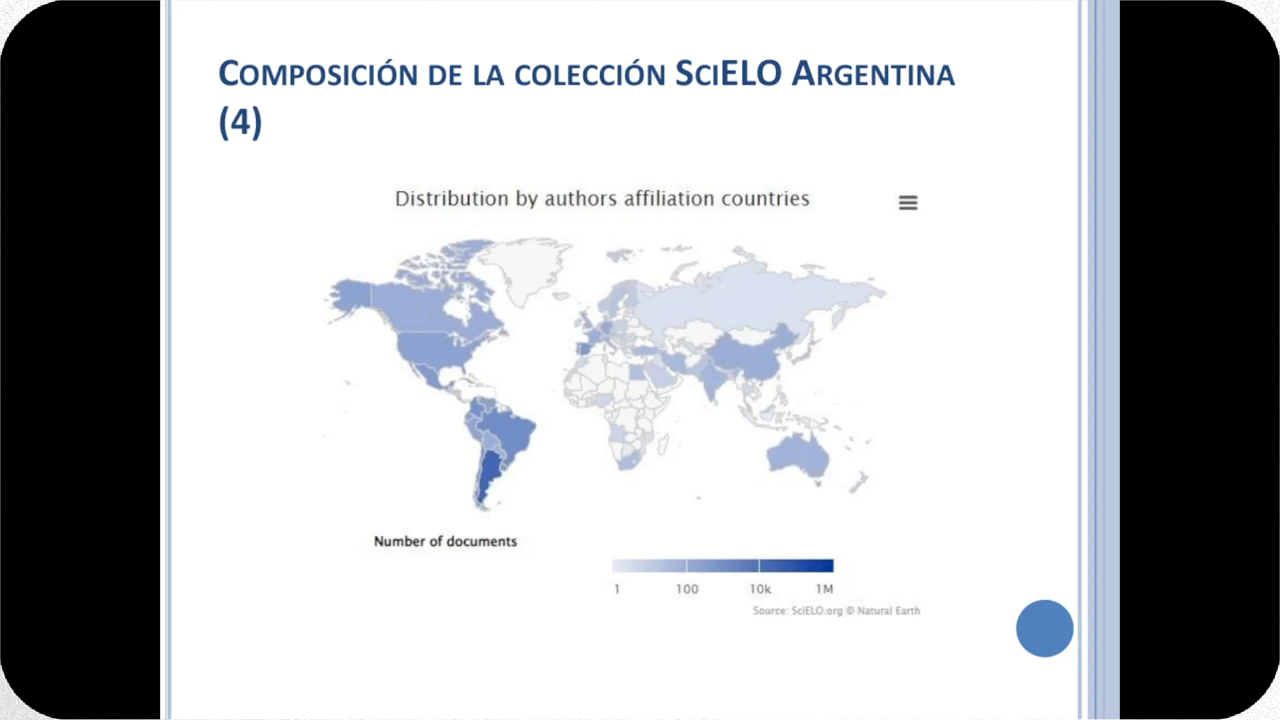 COMPOSICIÓN DE LA COLECCIÓN SCIELO ARGENTINA
(4)
Distribution by authors affiliation countries
Number of documents
1 100 10k 1M
Source: SciELO.org © Natural Earth